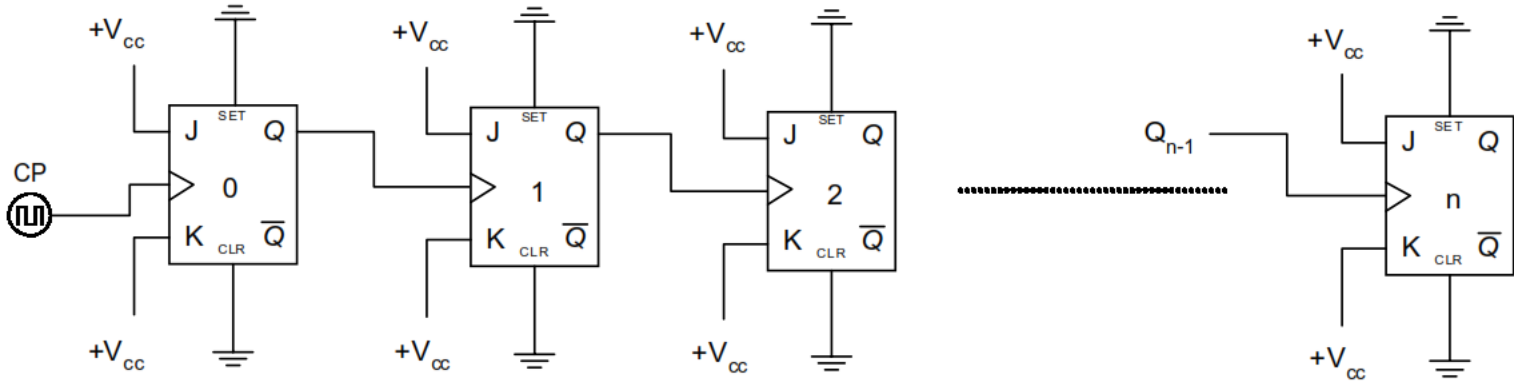 +Vcc +Vcc +Vcc +Vcc
SET SET SET SET
J Q J Q J Q Qn-1 J Q
CP
0 1 2 n
K Q̅ K Q̅ K Q̅ K Q̅
CLR CLR CLR CLR
+Vcc +Vcc +Vcc +Vcc